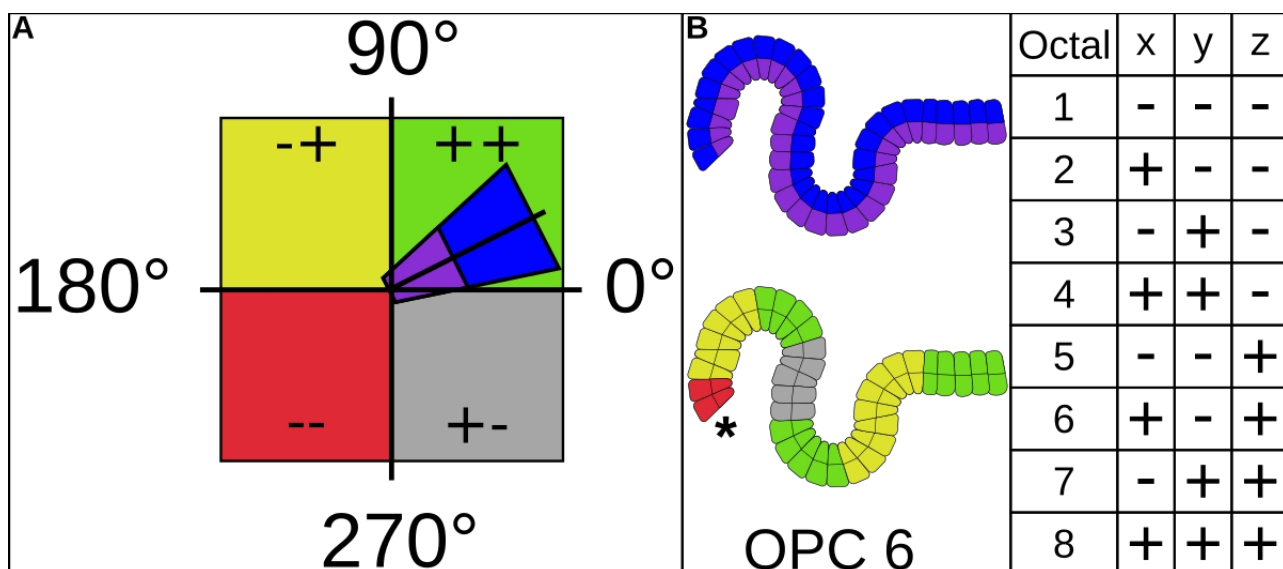 A
90°
-+
++
180°
0°
--
+-
270°
B
*
OPC 6
Octal x y z
1 - - -
2 + - -
3 - + -
4 + + -
5 - - +
6 + - +
7 - + +
8 + + +